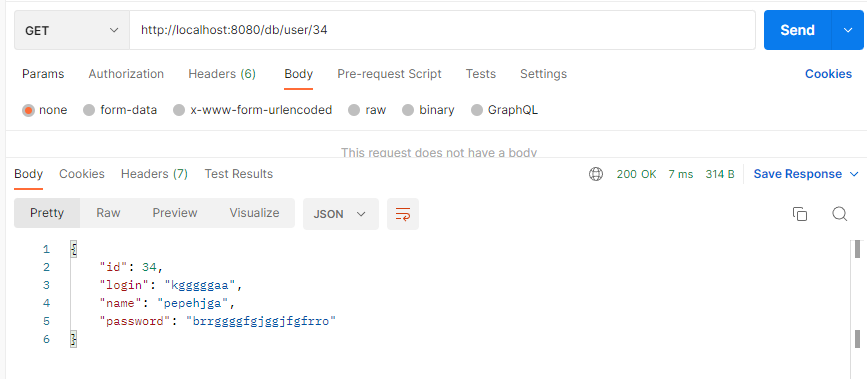 GET http://localhost:8080/db/user/34 Send
Params Authorization Headers (6) Body Pre-request Script Tests Settings Cookies
none form-data x-www-form-urlencoded raw binary GraphQL
This request does not have a body
Body Cookies Headers (7) Test Results 200 OK 7 ms 314 B Save Response
Pretty Raw Preview Visualize JSON
1 {
2 "id": 34,
3 "login": "kgggggaa",
4 "name": "pepehjga",
5 "password": "brrggggfgjggjfgfrro"
6 }